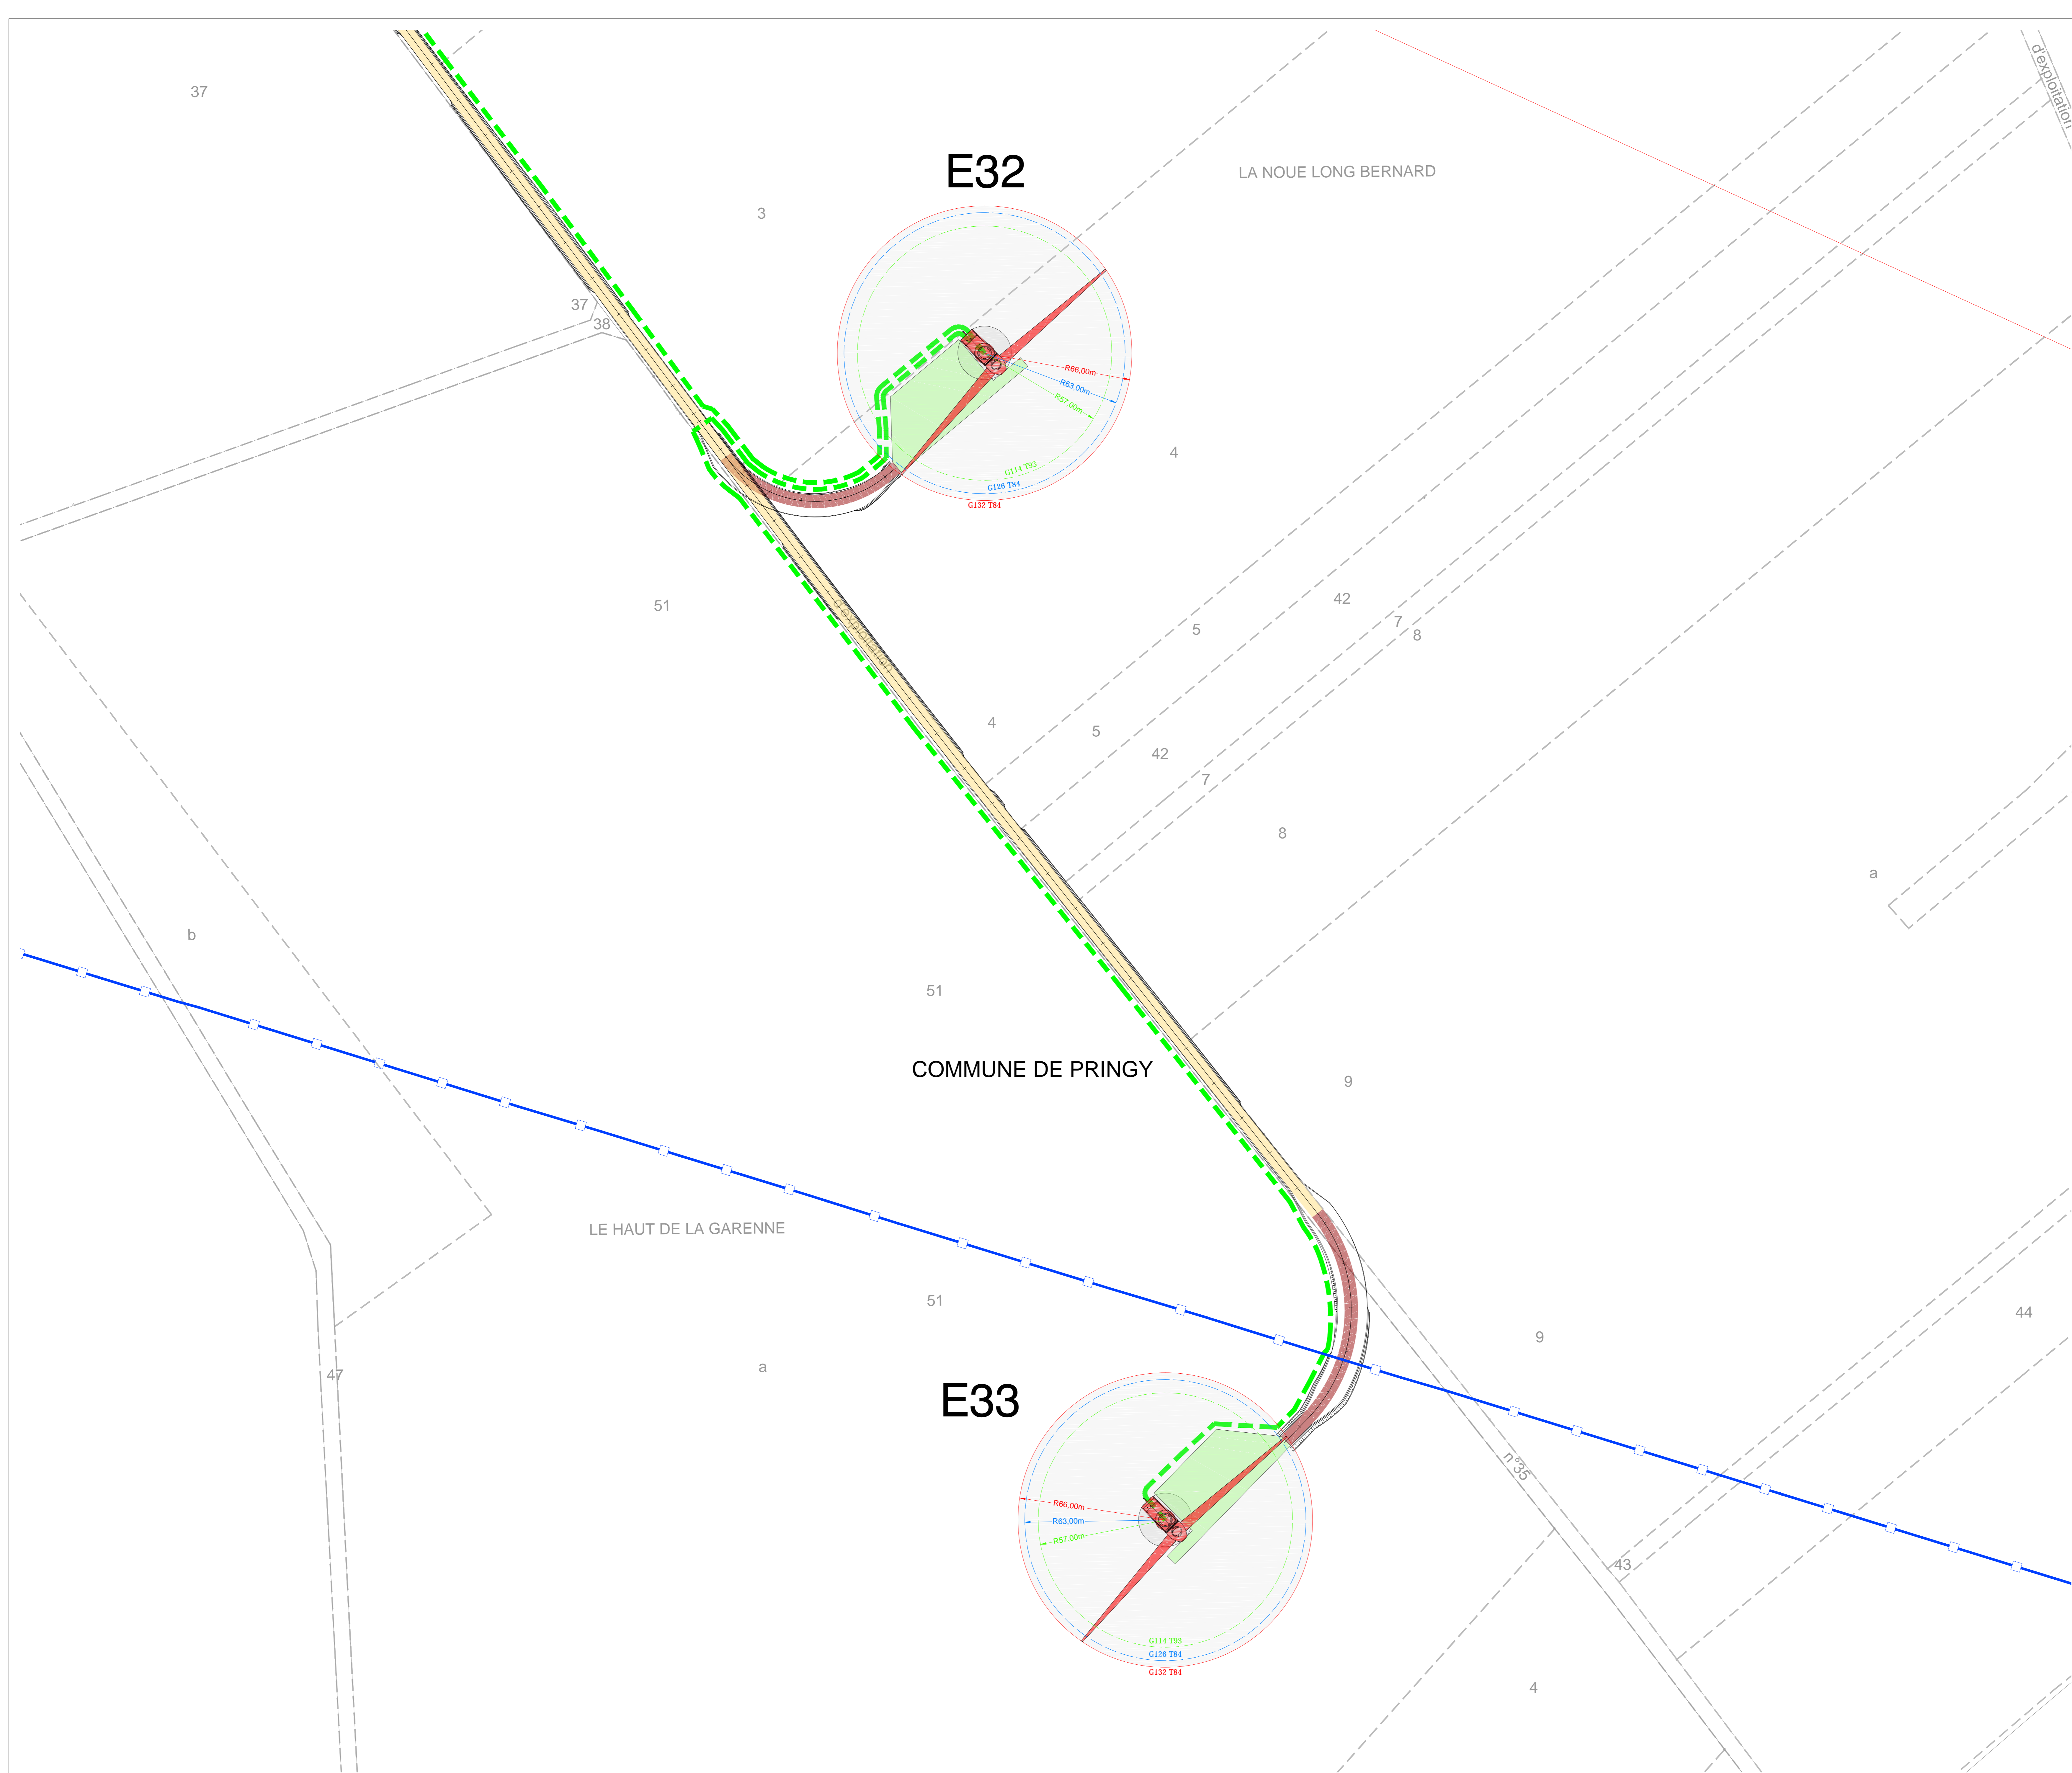 d'exploitation
37
E32
LA NOUE LONG BERNARD
3
37
38
R66,00m
R63,00m
R57,00m
4
G114 T93
G126 T84
G132 T84
42
51
d'exploitation
7
5
8
4
5
42
7
8
a
b
51
COMMUNE DE PRINGY
9
LE HAUT DE LA GARENNE
51
44
9
a
47
E33
n°35
R66,00m
R63,00m
R57,00m
43
G114 T93
G126 T84
G132 T84
4